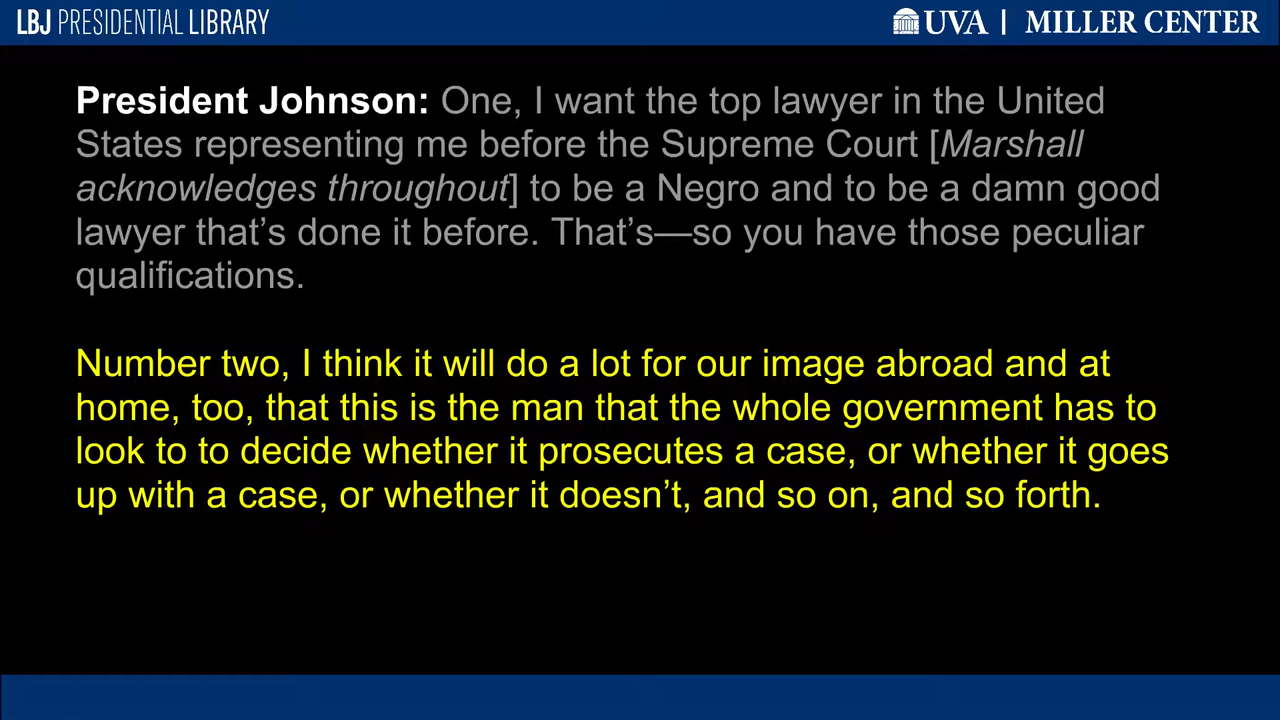 LBJ PRESIDENTIAL LIBRARY
UVA | MILLER CENTER
President Johnson: One, I want the top lawyer in the United
States representing me before the Supreme Court [Marshall
acknowledges throughout] to be a Negro and to be a damn good
lawyer that’s done it before. That’s—so you have those peculiar
qualifications.
Number two, I think it will do a lot for our image abroad and at
home, too, that this is the man that the whole government has to
look to to decide whether it prosecutes a case, or whether it goes
up with a case, or whether it doesn’t, and so on, and so forth.